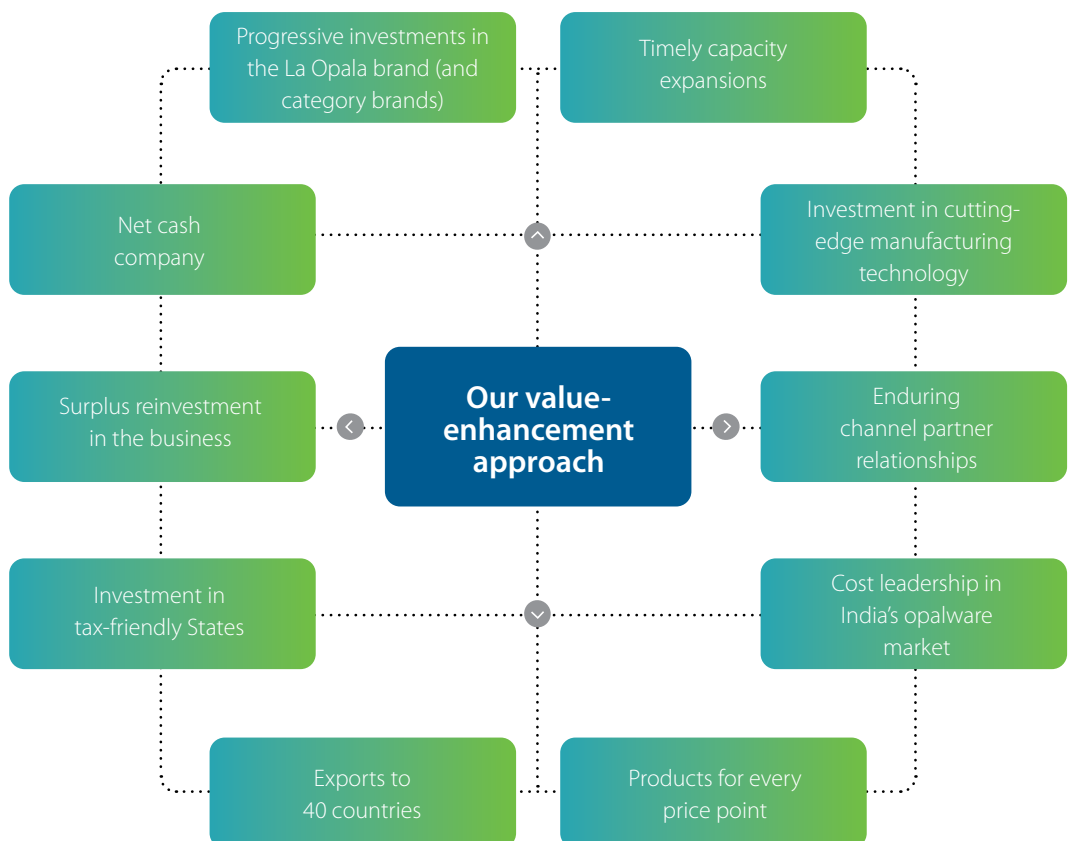 Progressive investments in
the La Opala brand (and
category brands)
Timely capacity
expansions
Net cash
company
Investment in cutting-
edge manufacturing
technology
Surplus reinvestment
in the business
Our value-
enhancement
approach
Enduring
channel partner
relationships
Investment in
tax-friendly States
Cost leadership in
India’s opalware
market
Exports to
40 countries
Products for every
price point